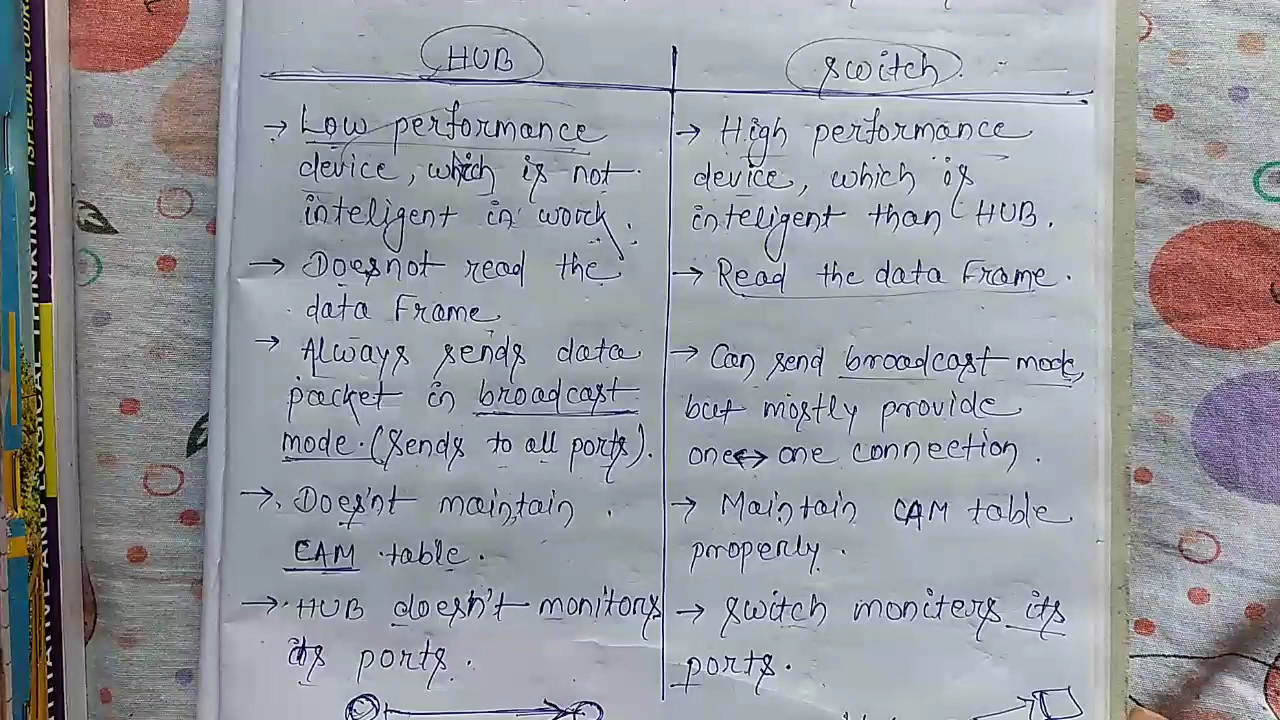 HUB
→ Low performance
device, which is not
inteligent in work.
→ Doesnot read the
data Frame
→ Always sends data
packet in broadcast
mode. (sends to all ports).
→ Does'nt maintain
CAM table.
→ HUB doesn't monitors
its ports.
switch
→ High performance
device, which is
inteligent than HUB.
→ Read the data Frame.
→ Can send broadcast mode,
but mostly provide
one↔one connection.
→ Maintain CAM table
properly.
→ switch moniters its
ports.